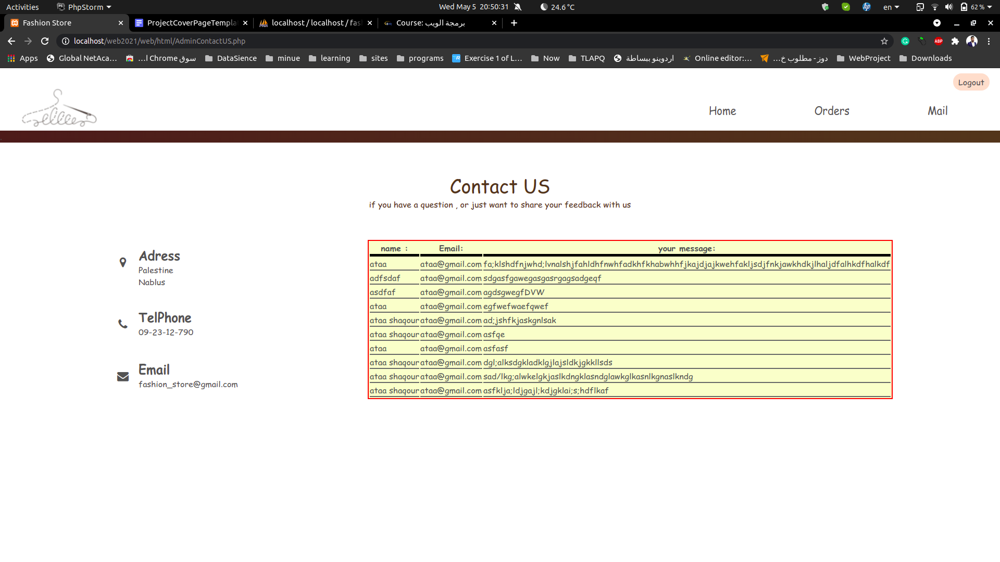 Activities PhpStorm Wed May 5 20:50:31 24.6 °C en 62 %
Fashion Store ProjectCoverPageTempla localhost / localhost / fas Course: برمجة الويب
localhost/web2021/web/html/AdminContactUS.php ABP
Apps Global NetAca... سوق Chrome ا... DataSience minue learning sites programs Exercise 1 of L... Now TLAPQ اردوينو ببساطة Online editor:... دوز - مطلوب خ... WebProject Downloads
Logout
Home Orders Mail
Contact US
if you have a question , or just want to share your feedback with us
Adress
Palestine
Nablus
TelPhone
09-23-12-790
Email
fashion_store@gmail.com
name : Email: your message:
ataa ataa@gmail.com fa;klshdfnjwhd;lvnalshjfahldhfnwhfadkhfkhabwhhfjkajdjajkwehfakljsdjfnkjawkhdkjlhaljdfalhkdfhalkdf
adfsdaf ataa@gmail.com sdgasfgawegasgasrgagsadgeqf
asdfaf ataa@gmail.com agdsgwegfDVW
ataa ataa@gmail.com egfwefwaefqwef
ataa shaqour ataa@gmail.com ad;jshfkjaskgnlsak
ataa shaqour ataa@gmail.com asfqe
ataa ataa@gmail.com asfasf
ataa shaqour ataa@gmail.com dgl;alksdgkladklgjlajsldkjgkkllsds
ataa shaqour ataa@gmail.com sad/lkg;alwkelgkjaslkdngklasndglawkglkasnlkgnaslkndg
ataa shaqour ataa@gmail.com asfklja;ldjgajl;kdjgklai;s;hdflkaf